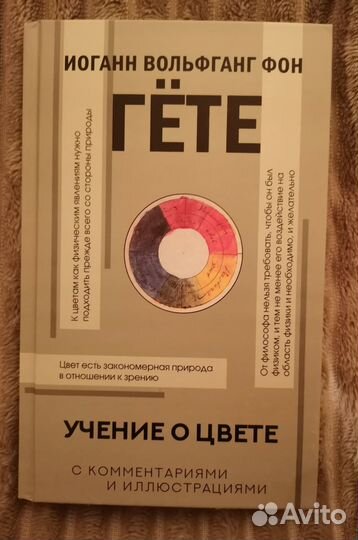 ИОГАНН ВОЛЬФГАНГ ФОН
ГЁТЕ
К цветам как физическим явлениям нужно
подходить прежде всего со стороны природы
От философа нельзя требовать, чтобы он был
физиком, и тем не менее его воздействие на
область физики и необходимо, и желательно
Цвет есть закономерная природа
в отношении к зрению
УЧЕНИЕ О ЦВЕТЕ
С КОММЕНТАРИЯМИ
И ИЛЛЮСТРАЦИЯМИ
Avito